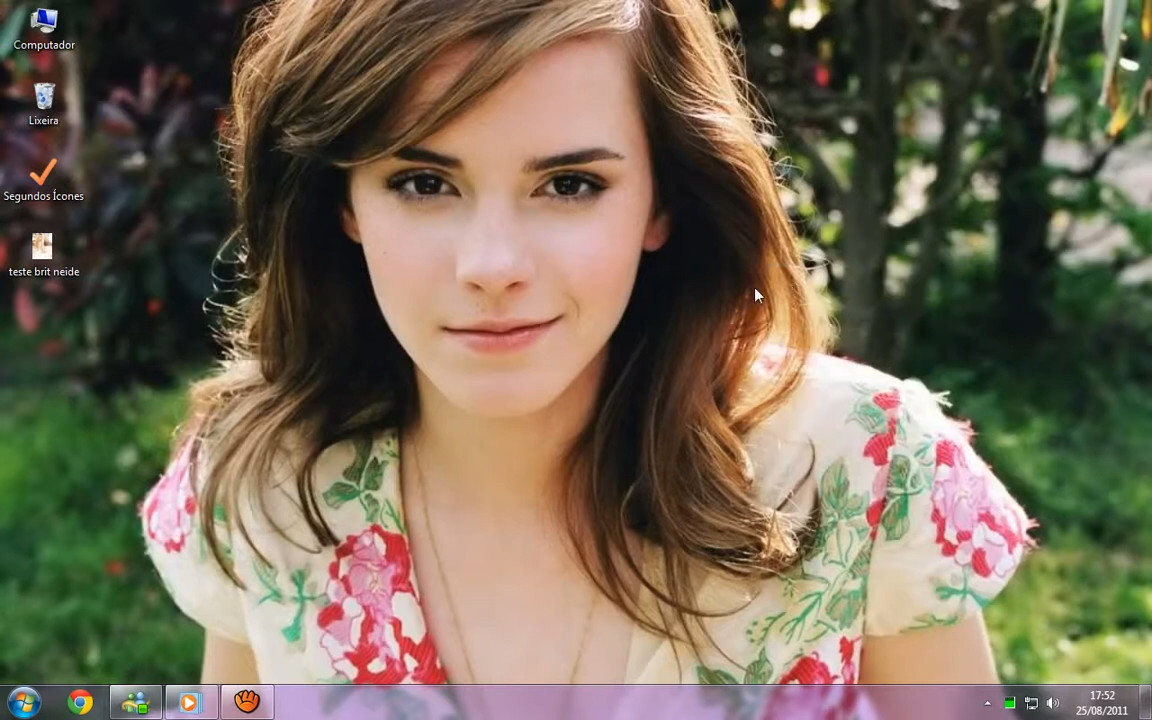 Computador
Lixeira
Segundos Ícones
teste brit neide
17:52
25/08/2011